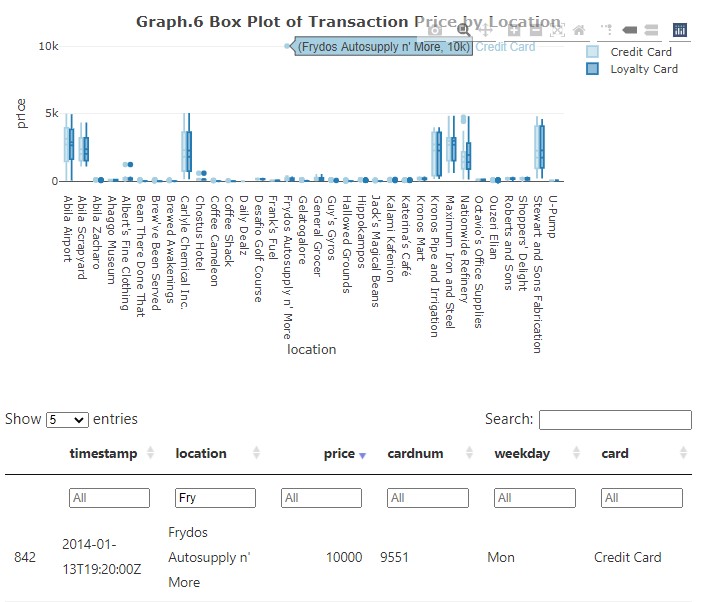 Graph.6 Box Plot of Transaction Price by Location
10k
(Frydos Autosupply n' More, 10k)
Credit Card
Credit Card
Loyalty Card
price
5k
0
Abila Airport
Abila Scrapyard
Abila Zacharo
Ahaggo Museum
Albert's Fine Clothing
Bean There Done That
Brew've Been Served
Brewed Awakenings
Carlyle Chemical Inc.
Chostus Hotel
Coffee Cameleon
Coffee Shack
Daily Dealz
Desafio Golf Course
Frank's Fuel
Frydos Autosupply n' More
Gelatogalore
General Grocer
Guy's Gyros
Hallowed Grounds
Hippokampos
Jack's Magical Beans
Kalami Kafenion
Katerina's Café
Kronos Mart
Kronos Pipe and Irrigation
Maximum Iron and Steel
Nationwide Refinery
Octavio's Office Supplies
Ouzeri Elian
Roberts and Sons
Shoppers' Delight
Stewart and Sons Fabrication
U-Pump
location
Show 5 entries
Search:
timestamp location price cardnum weekday card
All Fry All All All All
842 2014-01-13T19:20:00Z Frydos Autosupply n' More 10000 9551 Mon Credit Card